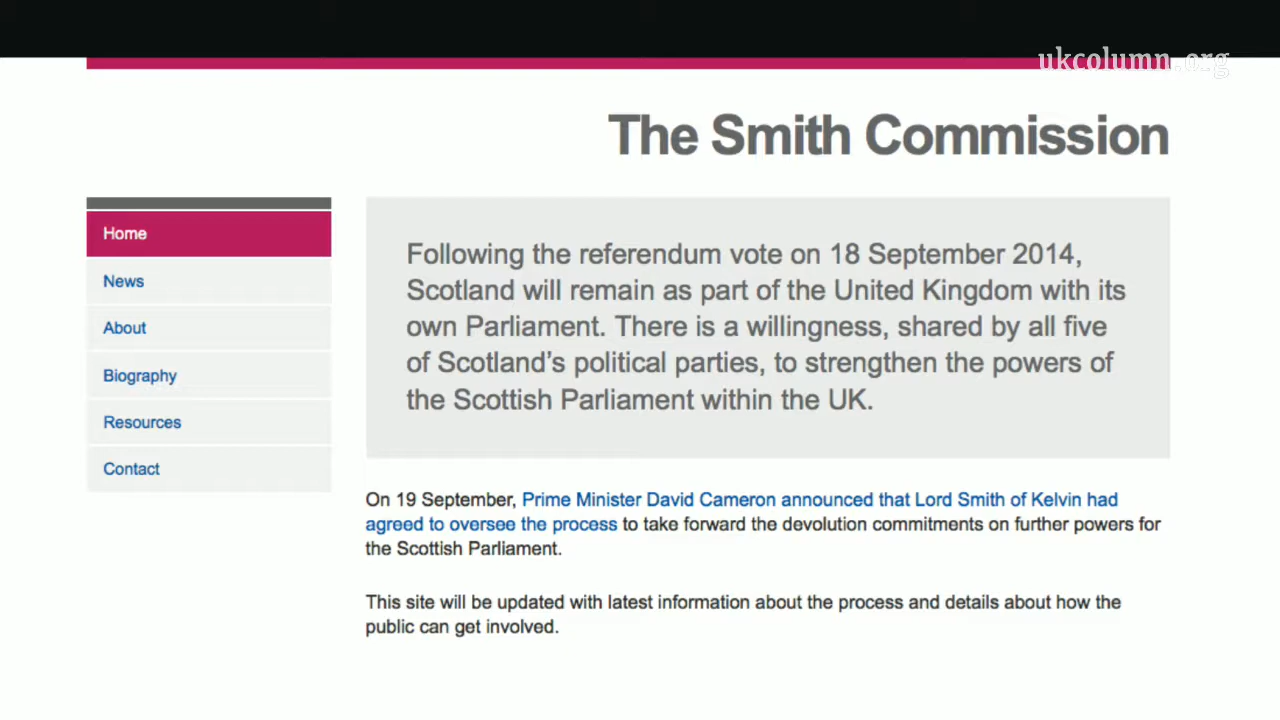 ukcolumn.org
The Smith Commission
Home
News
About
Biography
Resources
Contact
Following the referendum vote on 18 September 2014,
Scotland will remain as part of the United Kingdom with its
own Parliament. There is a willingness, shared by all five
of Scotland's political parties, to strengthen the powers of
the Scottish Parliament within the UK.
On 19 September, Prime Minister David Cameron announced that Lord Smith of Kelvin had
agreed to oversee the process to take forward the devolution commitments on further powers for
the Scottish Parliament.
This site will be updated with latest information about the process and details about how the
public can get involved.